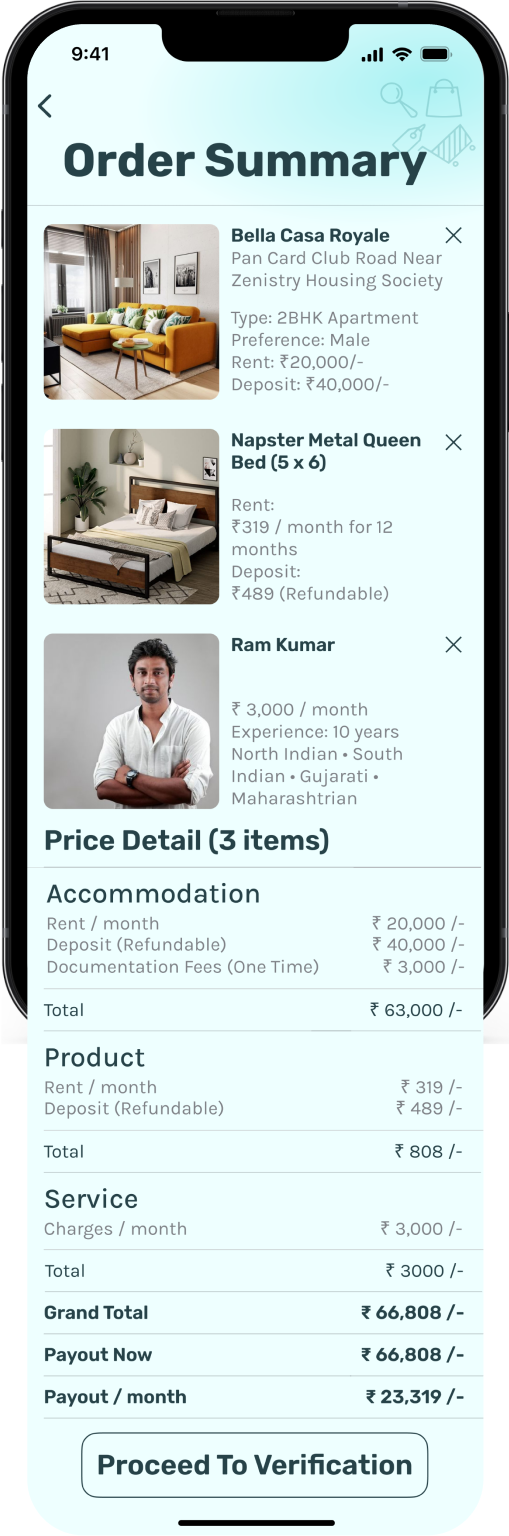 9:41
Order Summary
Bella Casa Royale
Pan Card Club Road Near
Zenistry Housing Society
Type: 2BHK Apartment
Preference: Male
Rent: ₹20,000/-
Deposit: ₹40,000/-
Napster Metal Queen
Bed (5 x 6)
Rent:
₹319 / month for 12
months
Deposit:
₹489 (Refundable)
Ram Kumar
₹ 3,000 / month
Experience: 10 years
North Indian • South
Indian • Gujarati •
Maharashtrian
Price Detail (3 items)
Accommodation
Rent / month ₹ 20,000 /-
Deposit (Refundable) ₹ 40,000 /-
Documentation Fees (One Time) ₹ 3,000 /-
Total ₹ 63,000 /-
Product
Rent / month ₹ 319 /-
Deposit (Refundable) ₹ 489 /-
Total ₹ 808 /-
Service
Charges / month ₹ 3,000 /-
Total ₹ 3000 /-
Grand Total ₹ 66,808 /-
Payout Now ₹ 66,808 /-
Payout / month ₹ 23,319 /-
Proceed To Verification